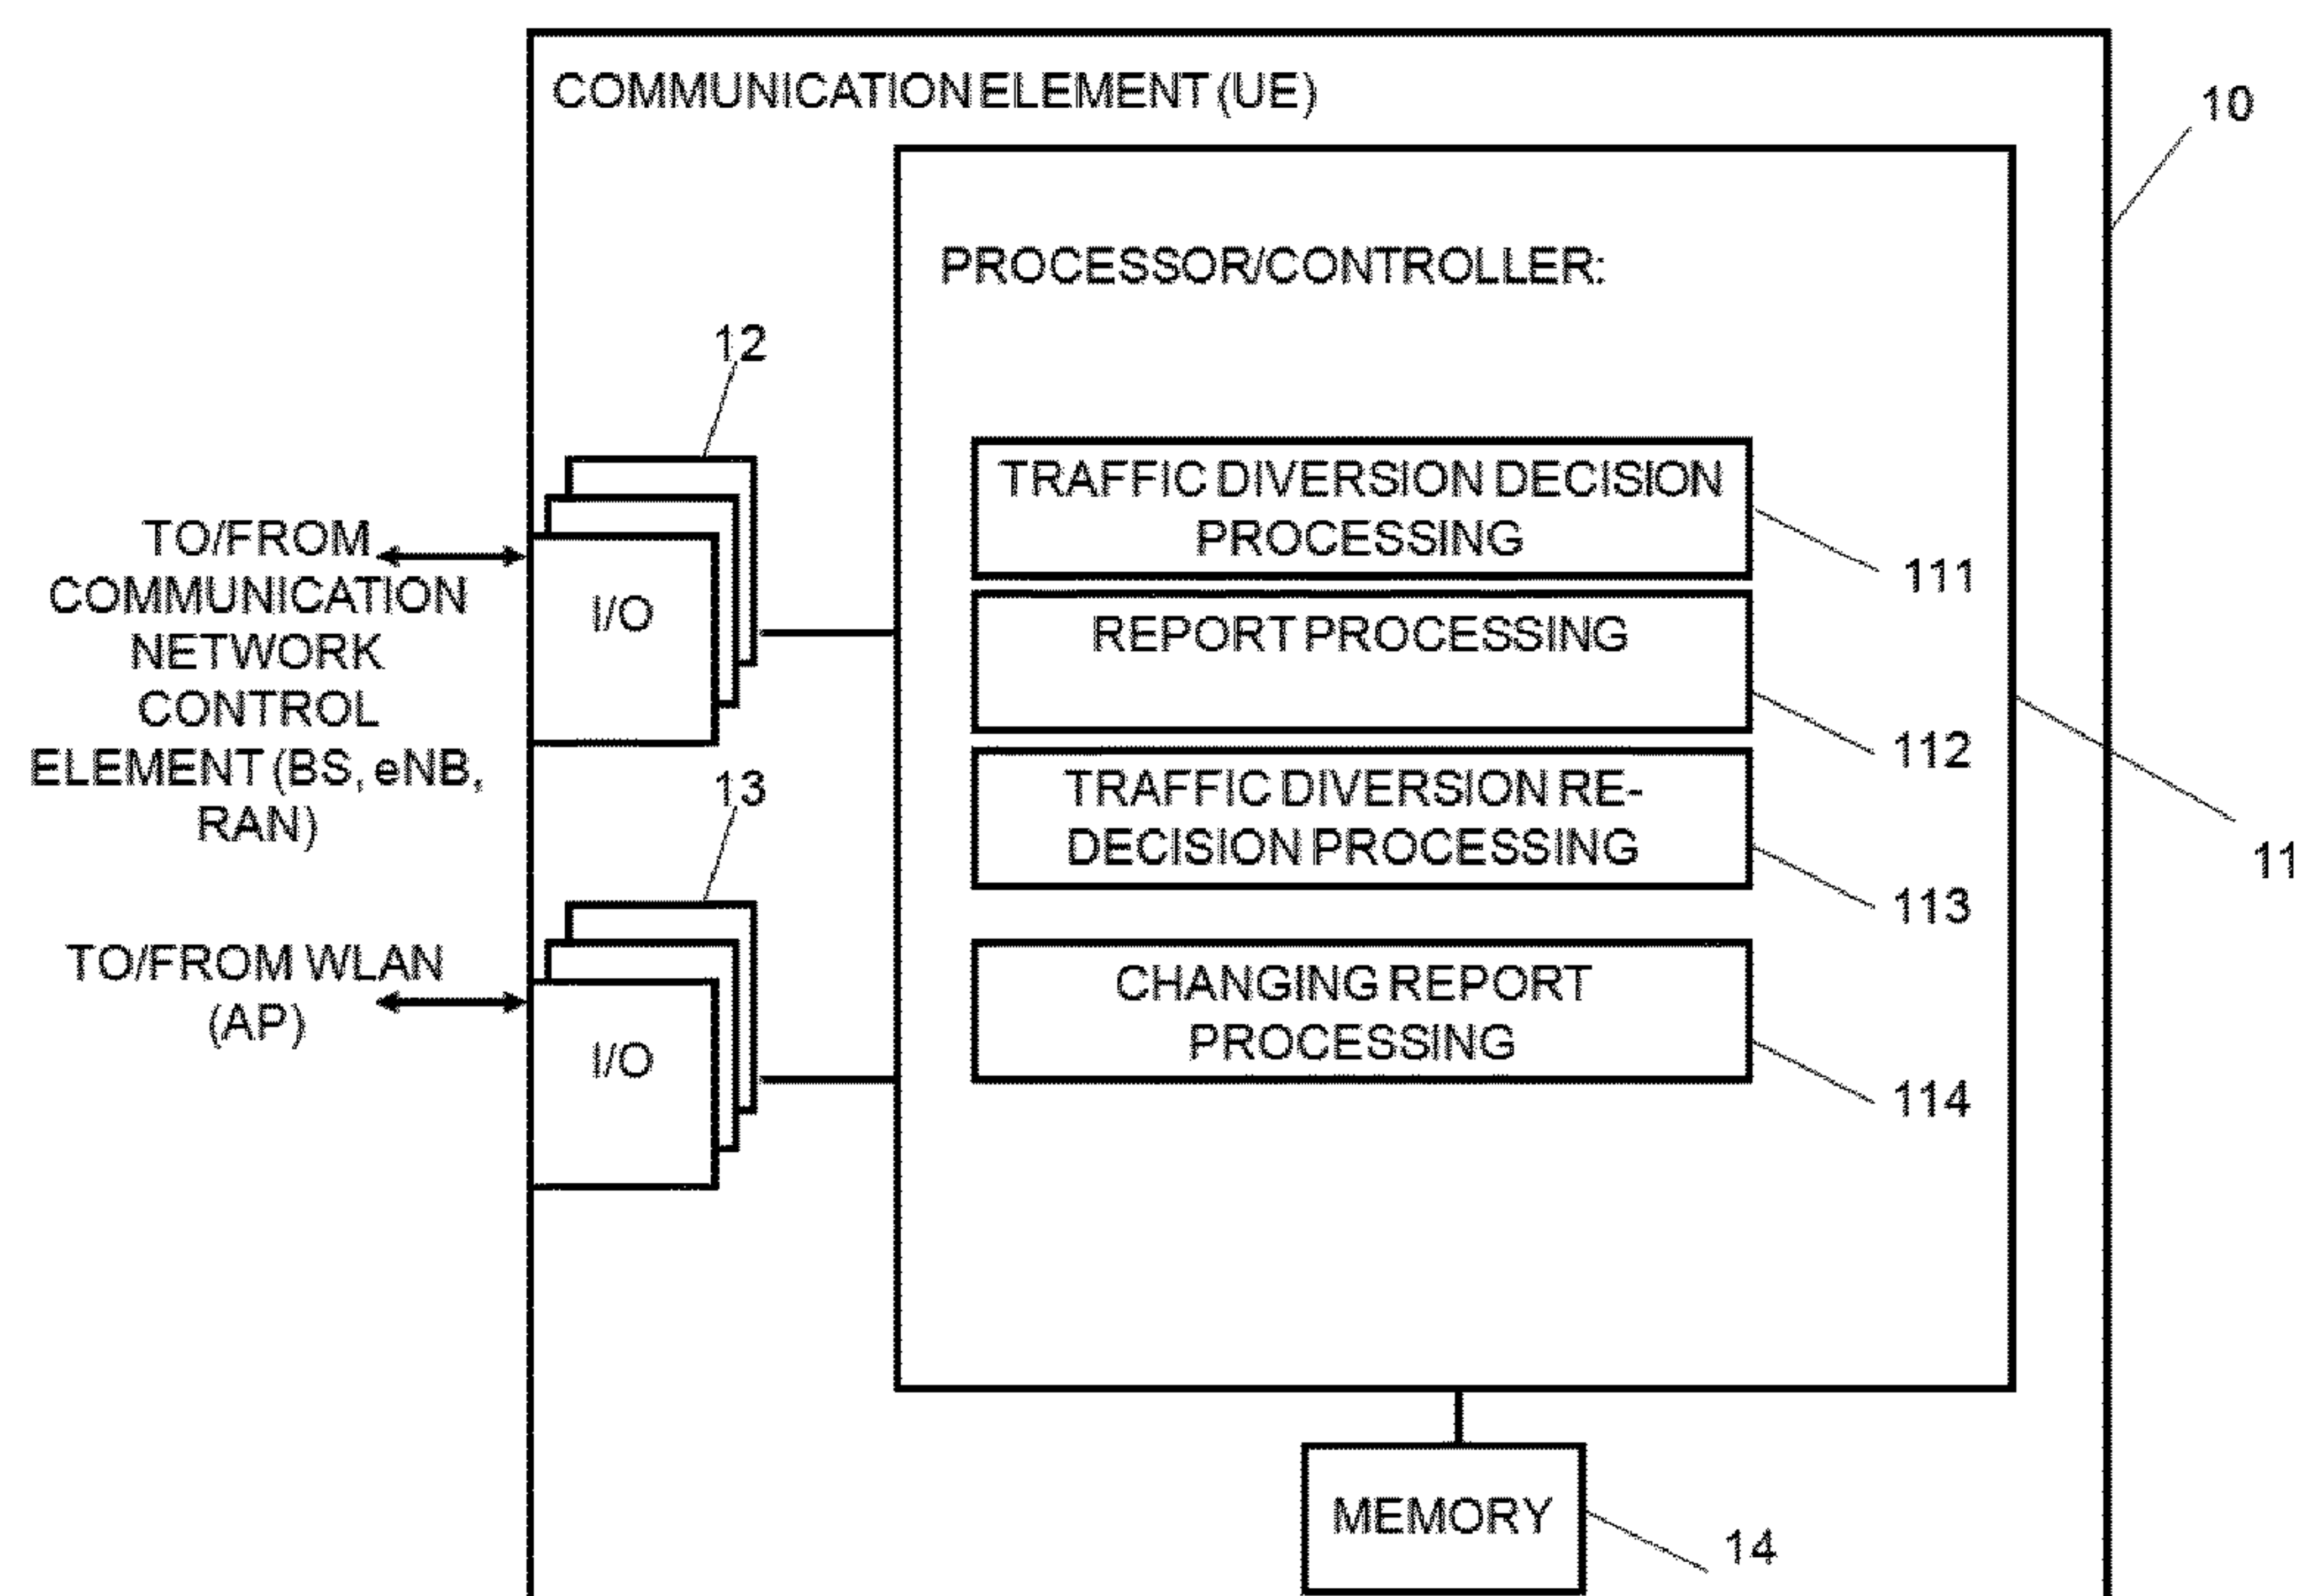 COMMUNICATION ELEMENT (UE)
10
PROCESSOR/CONTROLLER:
12
TRAFFIC DIVERSION DECISION
PROCESSING
111
TO/FROM
COMMUNICATION
NETWORK
CONTROL
ELEMENT (BS, eNB,
RAN)
I/O
REPORT PROCESSING
112
13
TRAFFIC DIVERSION RE-
DECISION PROCESSING
113
11
TO/FROM WLAN
(AP)
I/O
CHANGING REPORT
PROCESSING
114
MEMORY
14